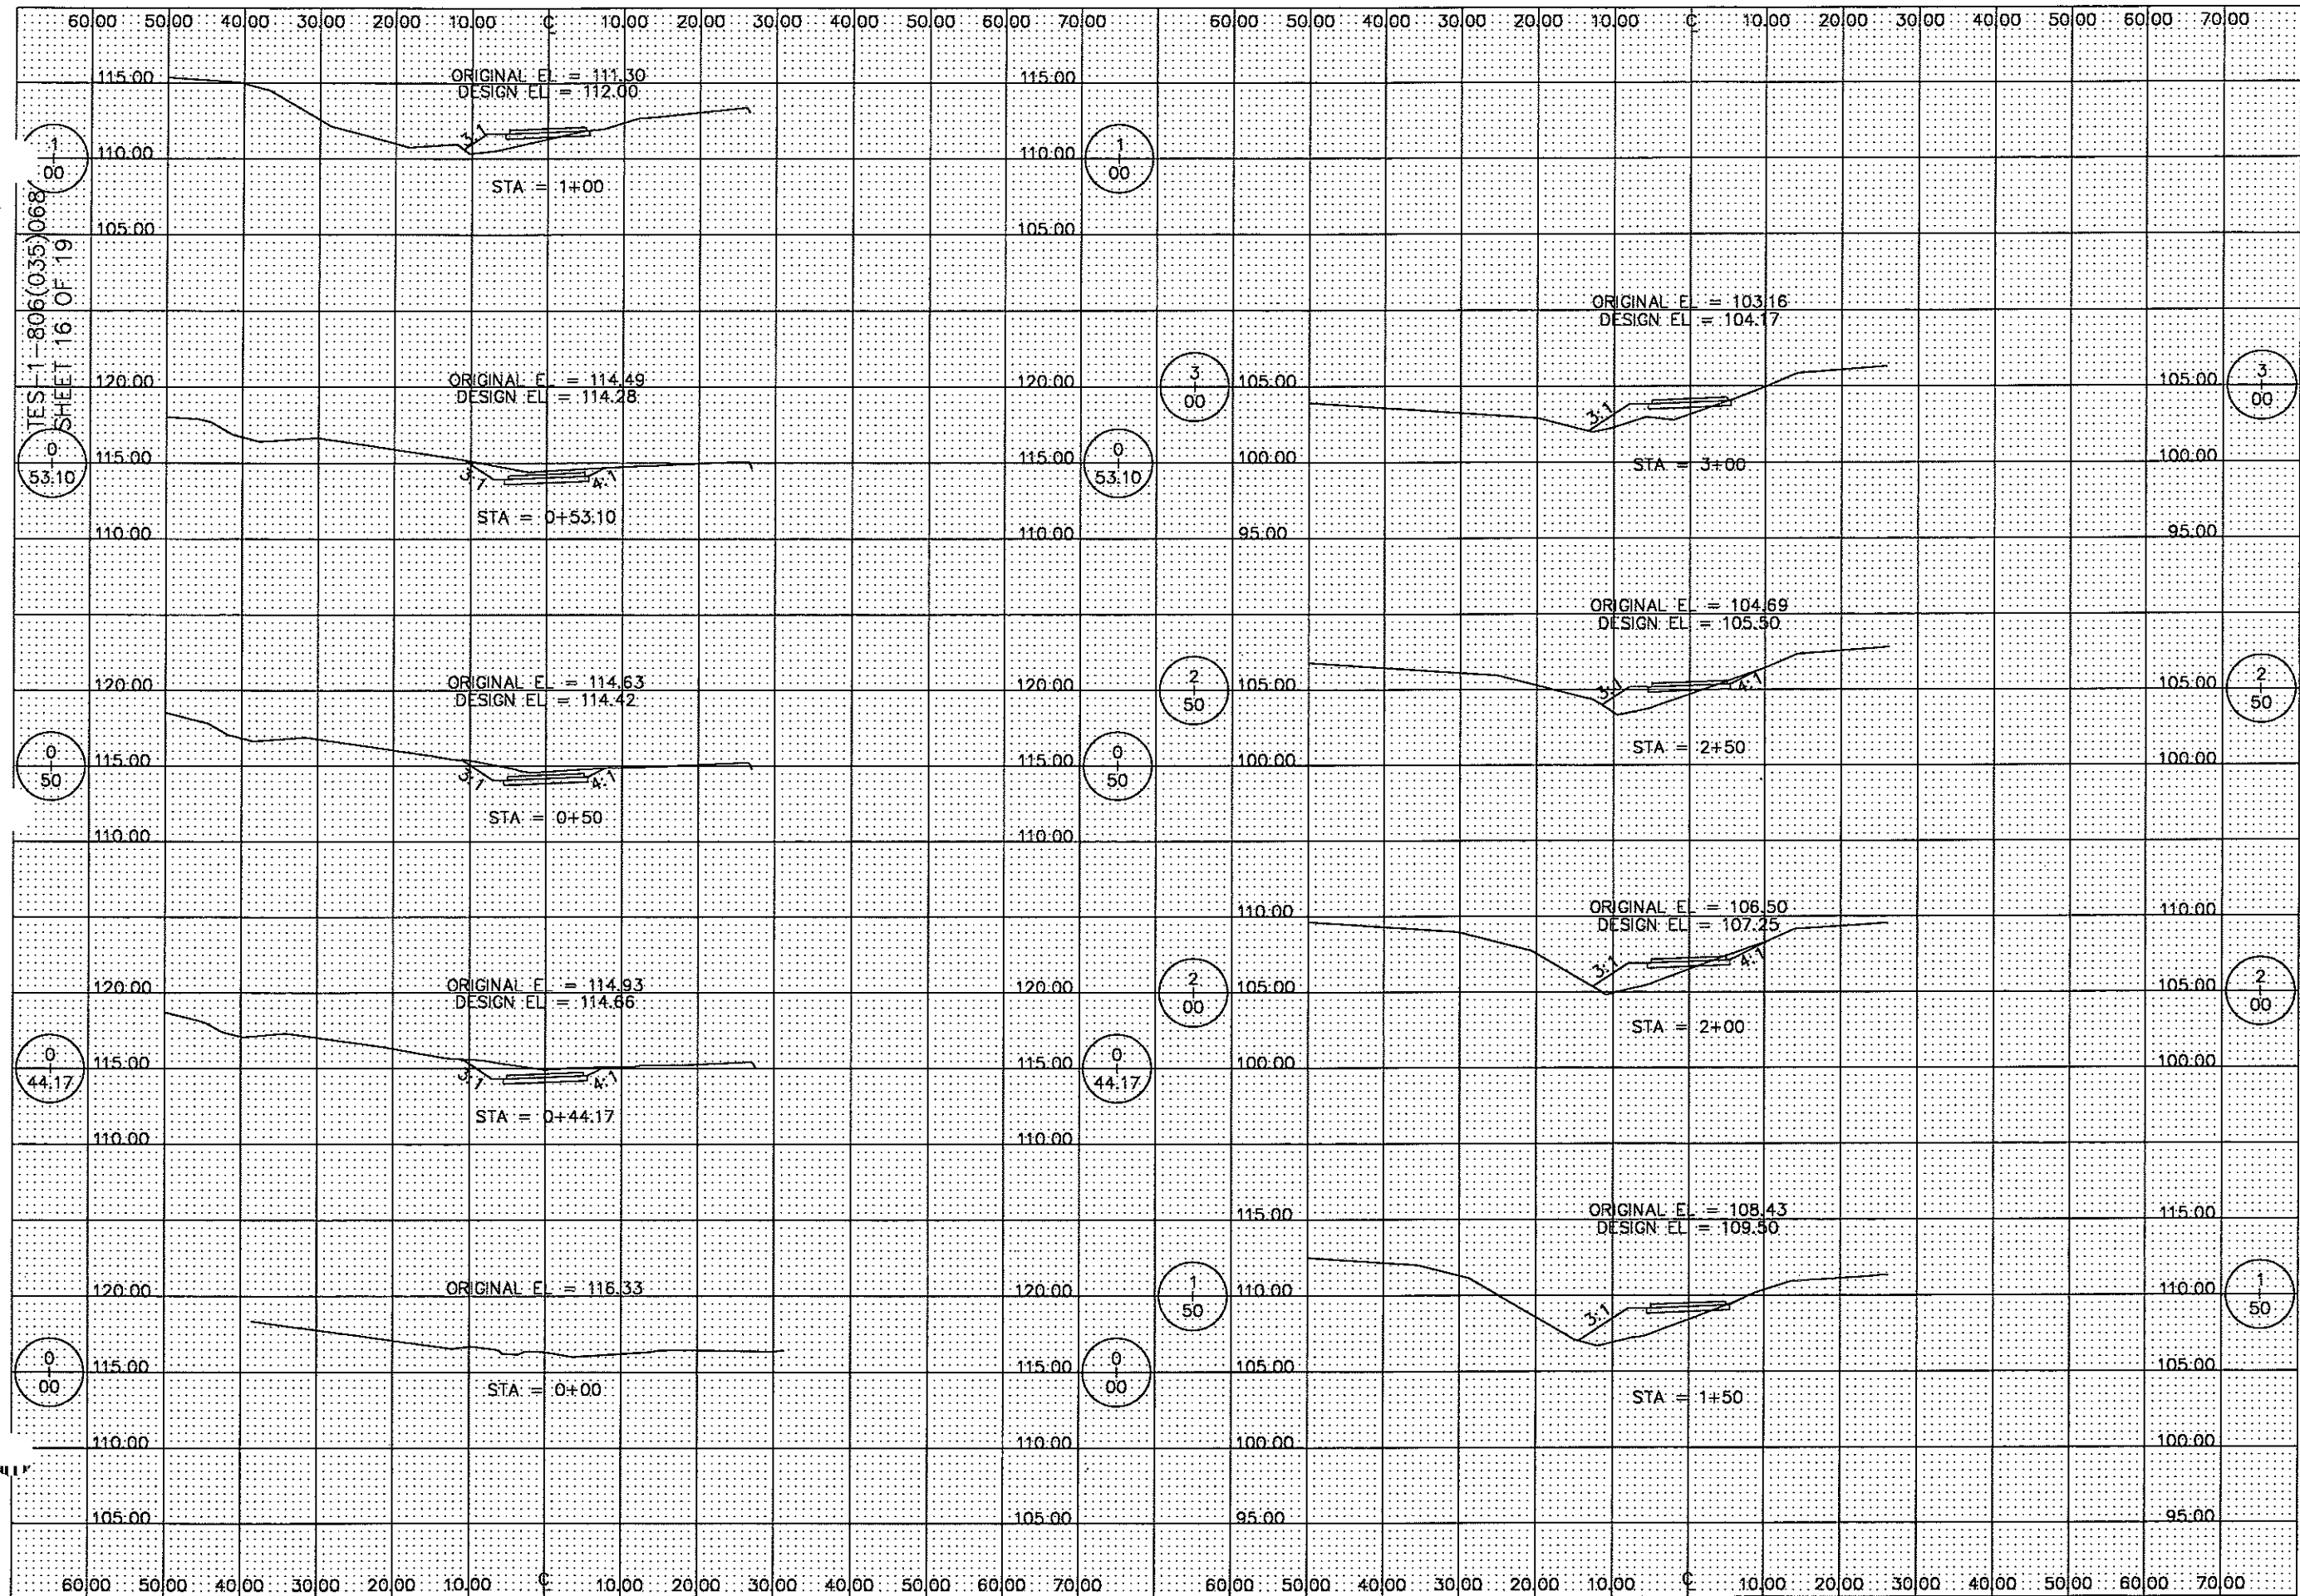 60.00 50.00 40.00 30.00 20.00 10.00 ℄ 10.00 20.00 30.00 40.00 50.00 60.00 70.00 60.00 50.00 40.00 30.00 20.00 10.00 ℄ 10.00 20.00 30.00 40.00 50.00 60.00 70.00
TES-1-806(035)068
SHEET 16 OF 19
115.00 115.00
ORIGINAL EL = 111.30
DESIGN EL = 112.00
3:1
1
00
110.00 110.00
1
00
STA = 1+00
105.00 105.00
120.00 120.00
ORIGINAL EL = 114.49
DESIGN EL = 114.28
0
53.10
115.00 115.00
0
53.10
3:1 4:1
STA = 0+53.10
110.00 110.00
120.00 120.00
ORIGINAL EL = 114.63
DESIGN EL = 114.42
0
50
115.00 115.00
0
50
3:1 4:1
STA = 0+50
110.00 110.00
120.00 120.00
ORIGINAL EL = 114.93
DESIGN EL = 114.66
0
44.17
115.00 115.00
0
44.17
3:1 4:1
STA = 0+44.17
110.00 110.00
120.00 120.00
ORIGINAL EL = 116.33
0
00
115.00 115.00
0
00
STA = 0+00
110.00 110.00
105.00 105.00
ORIGINAL EL = 103.16
DESIGN EL = 104.17
3
00
105.00 105.00
3
00
3:1
100.00 100.00
STA = 3+00
95.00 95.00
ORIGINAL EL = 104.69
DESIGN EL = 105.50
2
50
105.00 105.00
2
50
3:1 4:1
STA = 2+50
100.00 100.00
110.00 110.00
ORIGINAL EL = 106.50
DESIGN EL = 107.25
2
00
105.00 105.00
2
00
3:1 4:1
STA = 2+00
100.00 100.00
115.00 115.00
ORIGINAL EL = 108.43
DESIGN EL = 109.50
1
50
110.00 110.00
1
50
3:1
105.00 105.00
STA = 1+50
100.00 100.00
95.00 95.00
60.00 50.00 40.00 30.00 20.00 10.00 ℄ 10.00 20.00 30.00 40.00 50.00 60.00 70.00 60.00 50.00 40.00 30.00 20.00 10.00 ℄ 10.00 20.00 30.00 40.00 50.00 60.00 70.00